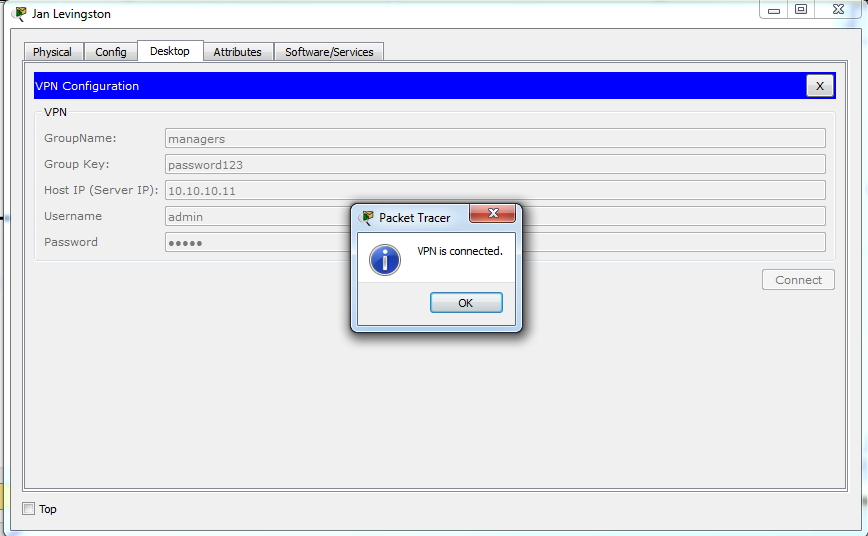 Jan Levingston
Physical Config Desktop Attributes Software/Services
VPN Configuration X
VPN
GroupName: managers
Group Key: password123
Host IP (Server IP): 10.10.10.11
Username admin
Password •••••
Packet Tracer
VPN is connected.
OK
Connect
Top